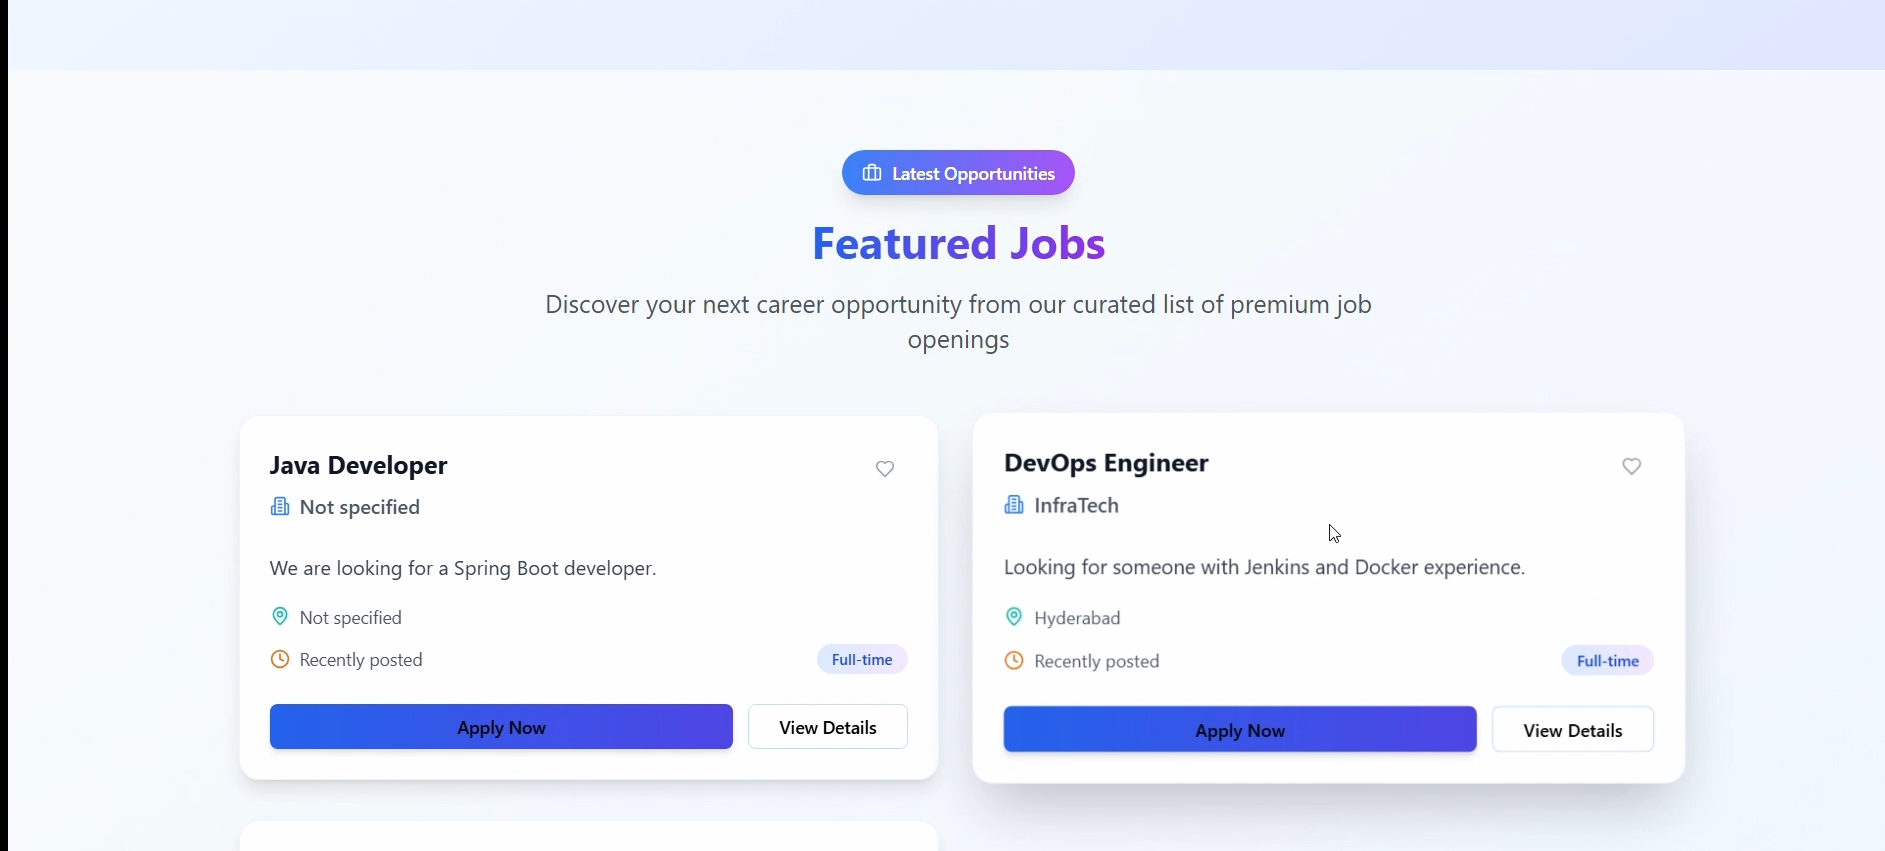 Latest Opportunities
Featured Jobs
Discover your next career opportunity from our curated list of premium job
openings
Java Developer
Not specified
We are looking for a Spring Boot developer.
Not specified
Recently posted
Full-time
Apply Now
View Details
DevOps Engineer
InfraTech
Looking for someone with Jenkins and Docker experience.
Hyderabad
Recently posted
Full-time
Apply Now
View Details